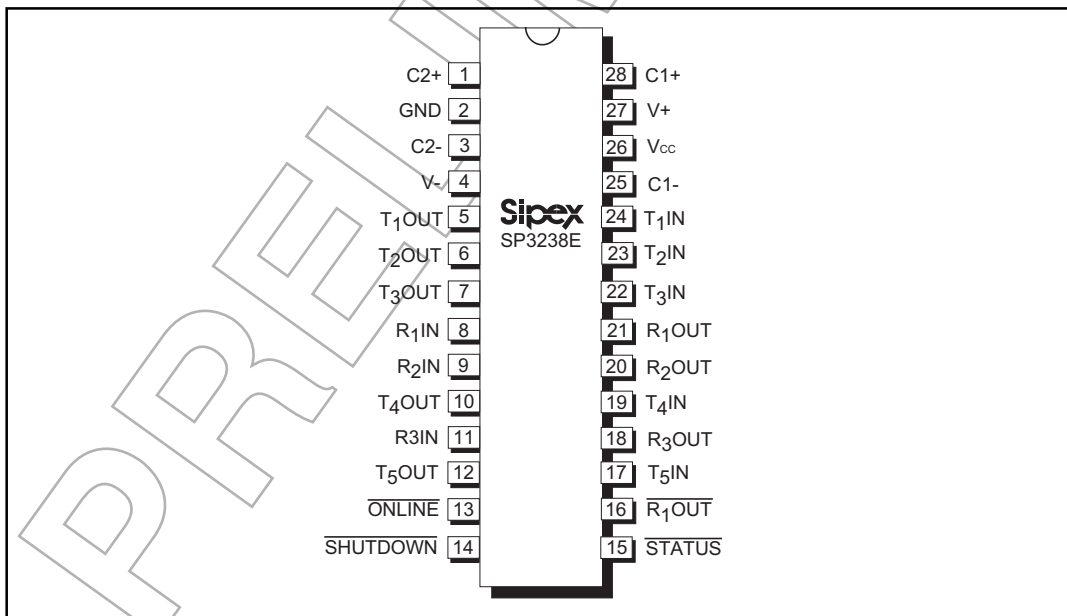 C2+ 1 28 C1+
GND 2 27 V+
C2- 3 26 Vcc
V- 4 25 C1-
T1OUT 5 24 T1IN
T2OUT 6 23 T2IN
T3OUT 7 22 T3IN
R1IN 8 21 R1OUT
R2IN 9 20 R2OUT
T4OUT 10 19 T4IN
R3IN 11 18 R3OUT
T5OUT 12 17 T5IN
ONLINE 13 16 R1OUT
SHUTDOWN 14 15 STATUS
Sipex
SP3238E